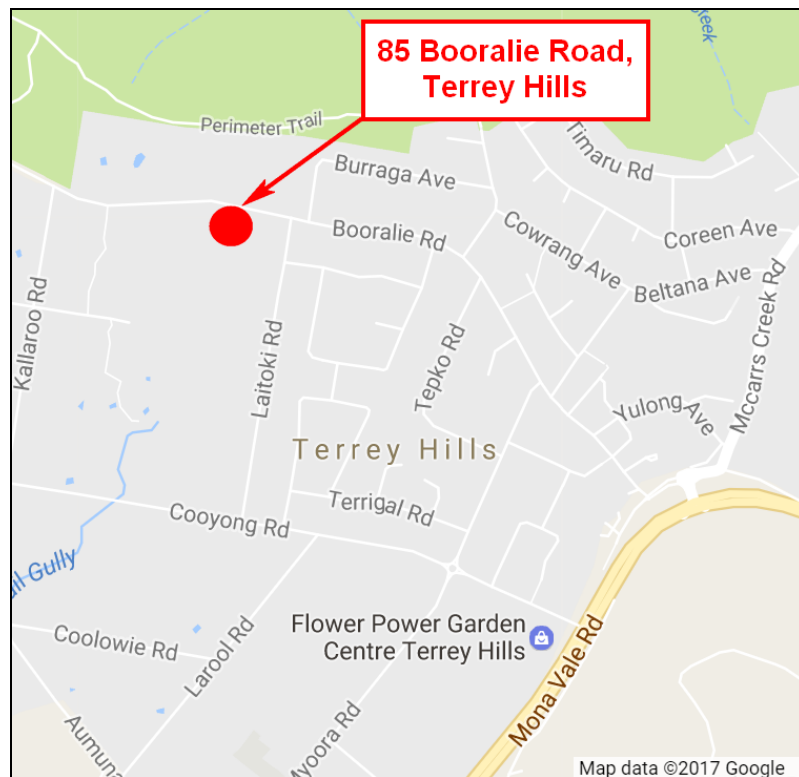 85 Booralie Road,
Terrey Hills
Creek
Perimeter Trail
Timaru Rd
Burraga Ave
Booralie Rd
Cowrang Ave
Coreen Ave
Beltana Ave
Kallaroo Rd
Laitoki Rd
Tepko Rd
Mccarrs Creek Rd
Yulong Ave
Terrey Hills
Terrigal Rd
Cooyong Rd
Gully
Flower Power Garden
Centre Terrey Hills
Coolowie Rd
Larool Rd
Mona Vale Rd
Aumuna
Myoora Rd
Map data ©2017 Google